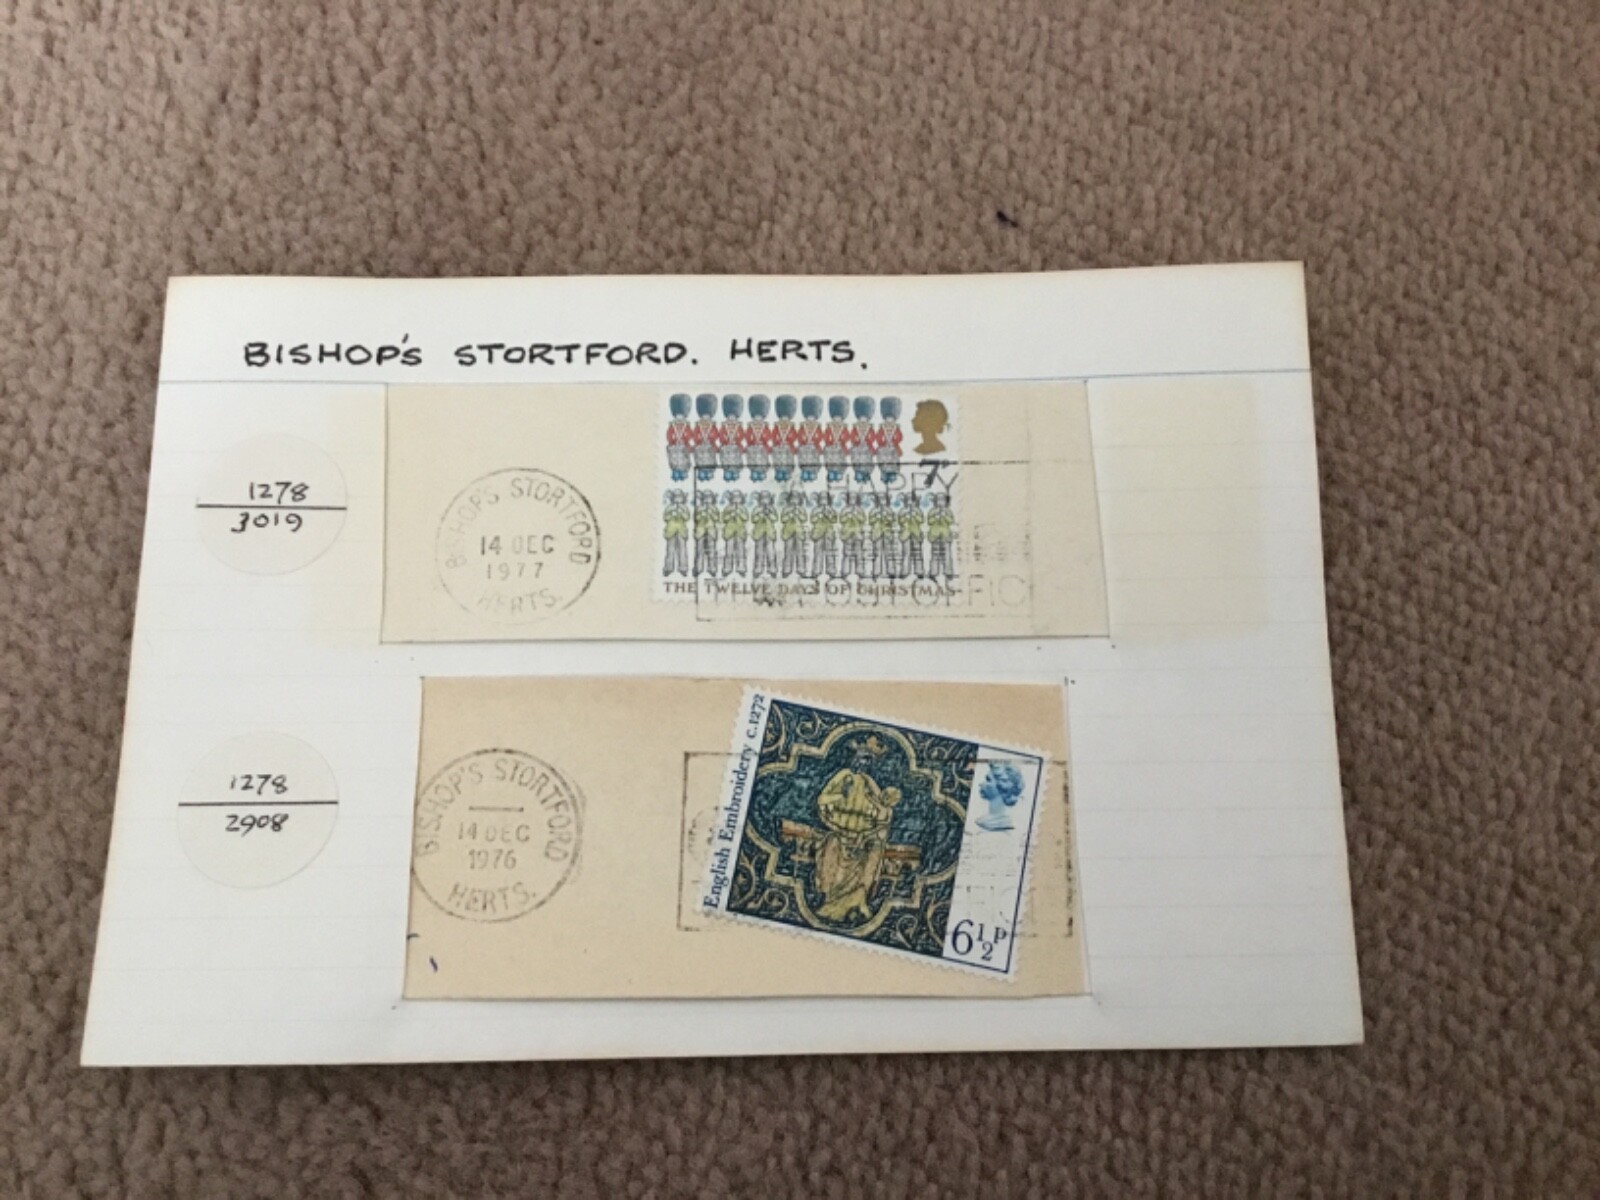 BISHOP'S STORTFORD. HERTS.
1278
3019
BISHOP'S STORTFORD
14 DEC
1977
HERTS.
7P
HAPPY
THE TWELVE DAYS OF CHRISTMAS
1278
2908
BISHOP'S STORTFORD
14 DEC
1976
HERTS.
English Embroidery c.1272
6½P